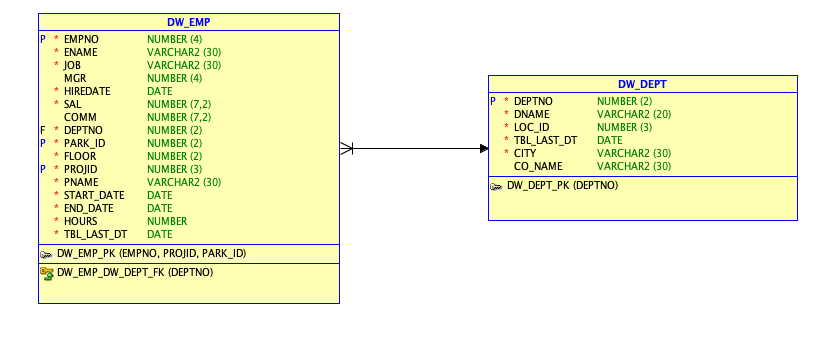 DW_EMP
P * EMPNO NUMBER (4)
* ENAME VARCHAR2 (30)
* JOB VARCHAR2 (30)
MGR NUMBER (4)
* HIREDATE DATE
* SAL NUMBER (7,2)
COMM NUMBER (7,2)
F * DEPTNO NUMBER (2)
P * PARK_ID NUMBER (2)
* FLOOR NUMBER (2)
P * PROJID NUMBER (3)
* PNAME VARCHAR2 (30)
* START_DATE DATE
* END_DATE DATE
* HOURS NUMBER
* TBL_LAST_DT DATE
DW_EMP_PK (EMPNO, PROJID, PARK_ID)
DW_EMP_DW_DEPT_FK (DEPTNO)
DW_DEPT
P * DEPTNO NUMBER (2)
* DNAME VARCHAR2 (20)
* LOC_ID NUMBER (3)
* TBL_LAST_DT DATE
* CITY VARCHAR2 (30)
CO_NAME VARCHAR2 (30)
DW_DEPT_PK (DEPTNO)